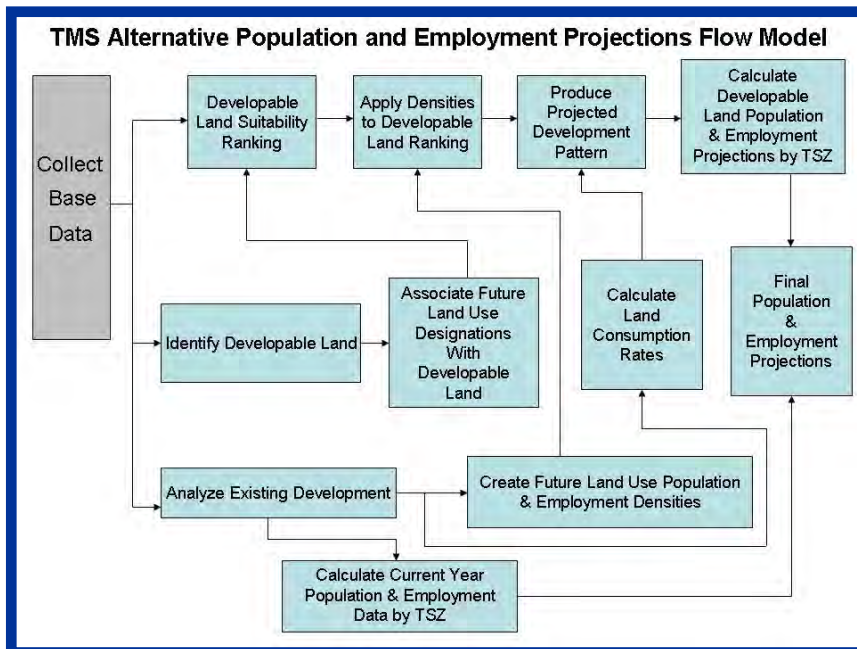 TMS Alternative Population and Employment Projections Flow Model
Collect
Base
Data
Developable
Land Suitability
Ranking
Apply Densities
to Developable
Land Ranking
Produce
Projected
Development
Pattern
Calculate
Developable
Land Population
& Employment
Projections by TSZ
Identify Developable Land
Associate Future
Land Use
Designations
With
Developable
Land
Calculate
Land
Consumption
Rates
Final
Population
&
Employment
Projections
Analyze Existing Development
Create Future Land Use Population
& Employment Densities
Calculate Current Year
Population & Employment
Data by TSZ